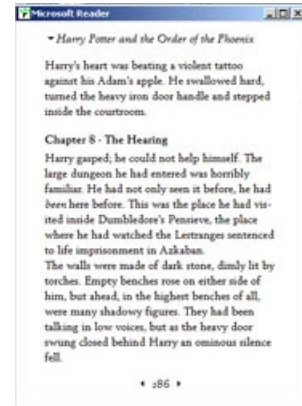 Microsoft Reader
Harry Potter and the Order of the Phoenix
Harry's heart was beating a violent tattoo
against his Adam's apple. He swallowed hard,
turned the heavy iron door handle and stepped
inside the courtroom.
Chapter 8 - The Hearing
Harry gasped; he could not help himself. The
large dungeon he had entered was horribly
familiar. He had not only seen it before, he had
been here before. This was the place he had vis-
ited inside Dumbledore's Pensieve, the place
where he had watched the Lestranges sentenced
to life imprisonment in Azkaban.
The walls were made of dark stone, dimly lit by
torches. Empty benches rose on either side of
him, but ahead, in the highest benches of all,
were many shadowy figures. They had been
talking in low voices, but as the heavy door
swung closed behind Harry an ominous silence
fell.
286